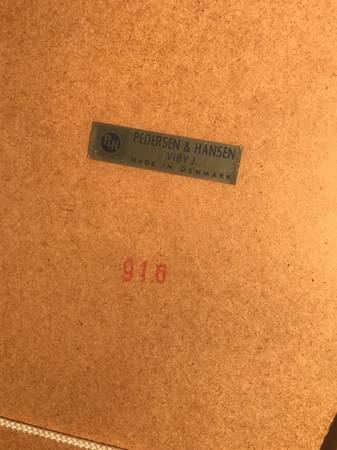 PH
PEDERSEN & HANSEN
VIBY J.
MADE IN DENMARK
916